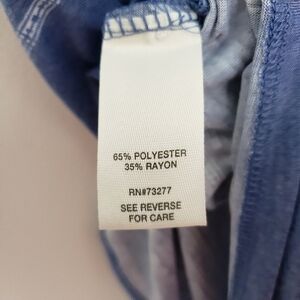 65% POLYESTER
35% RAYON
RN#73277
SEE REVERSE
FOR CARE